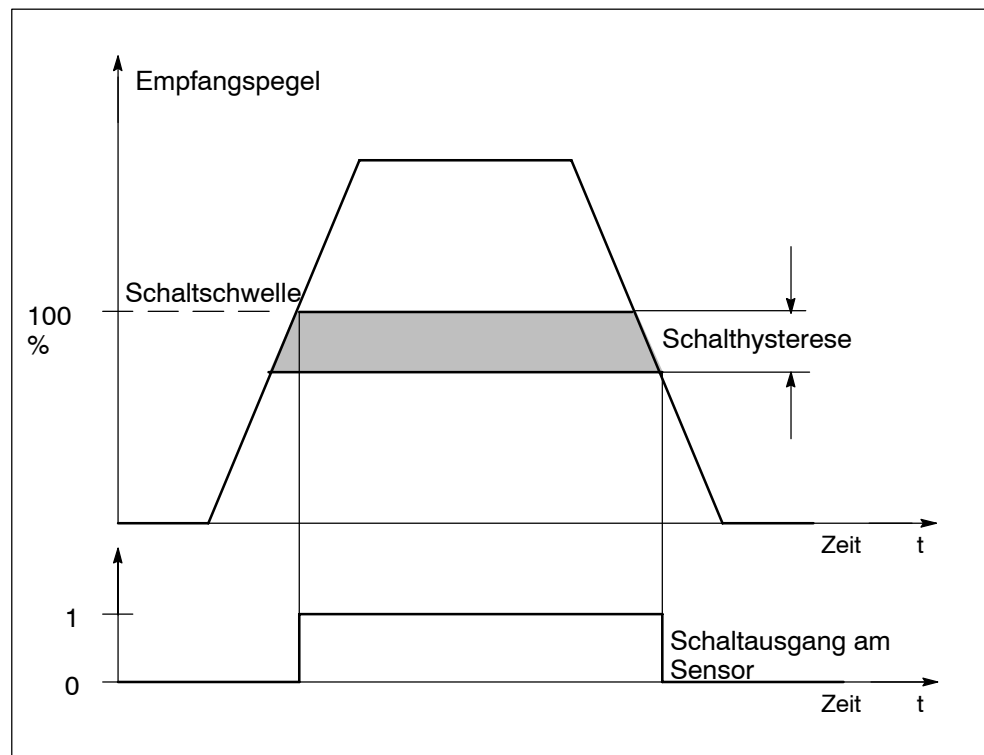 Empfangspegel
Schaltschwelle
100
%
Schalthysterese
Zeit t
1
Schaltausgang am
Sensor
0
Zeit t